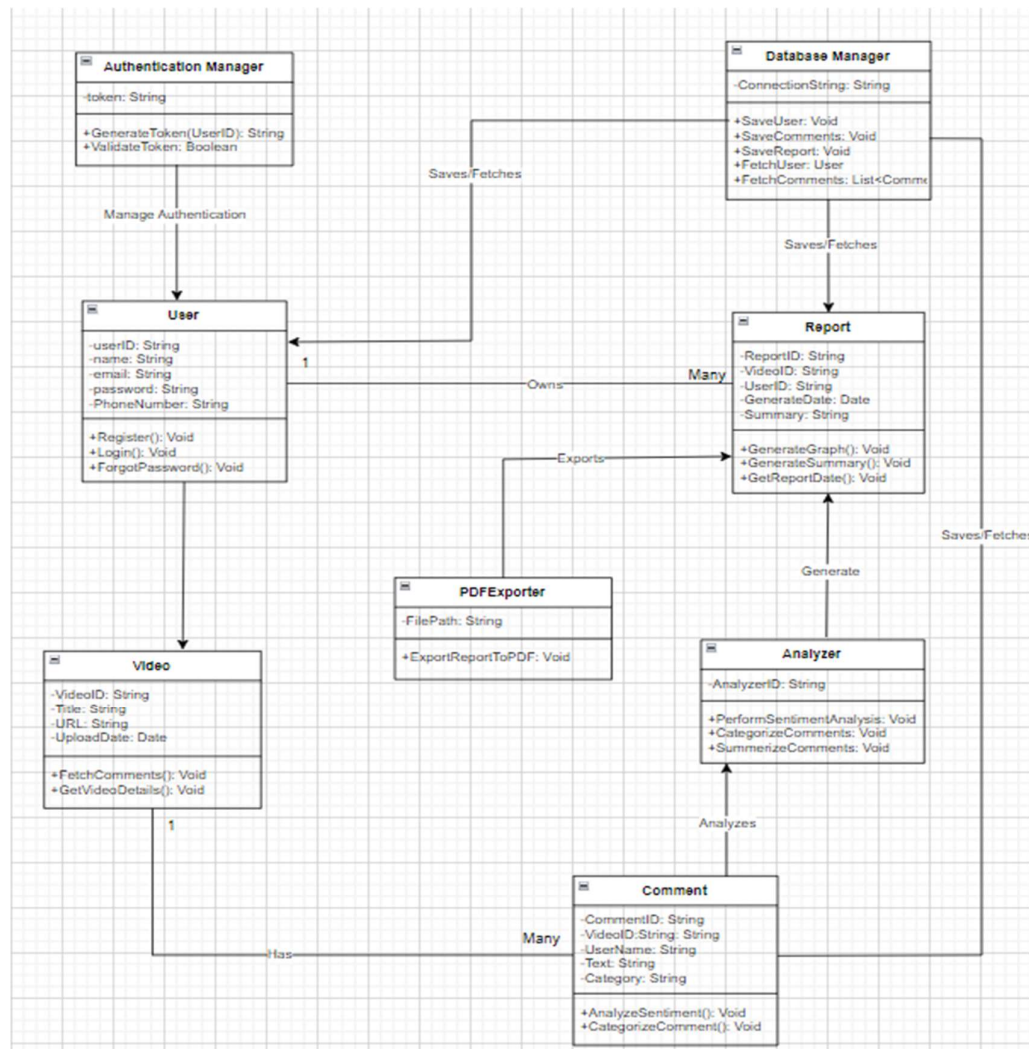 Authentication Manager
-token: String
+GenerateToken(UserID): String
+ValidateToken: Boolean
Database Manager
-ConnectionString: String
+SaveUser: Void
+SaveComments: Void
+SaveReport: Void
+FetchUser: User
+FetchComments: List<Comme
Saves/Fetches
Manage Authentication
Saves/Fetches
User
-userID: String
-name: String
-email: String
-password: String
-PhoneNumber: String
+Register(): Void
+Login(): Void
+ForgotPassword(): Void
1
Owns
Many
Report
-ReportID: String
-VideoID: String
-UserID: String
-GenerateDate: Date
-Summary: String
+GenerateGraph(): Void
+GenerateSummary(): Void
+GetReportDate(): Void
Exports
Saves/Fetches
Generate
PDFExporter
-FilePath: String
+ExportReportToPDF: Void
Analyzer
-AnalyzerID: String
+PerformSentimentAnalysis: Void
+CategorizeComments: Void
+SummerizeComments: Void
Video
-VideoID: String
-Title: String
-URL: String
-UploadDate: Date
+FetchComments(): Void
+GetVideoDetails(): Void
1
Analyzes
Has
Many
Comment
-CommentID: String
-VideoID:String: String
-UserName: String
-Text: String
-Category: String
+AnalyzeSentiment(): Void
+CategorizeComment(): Void